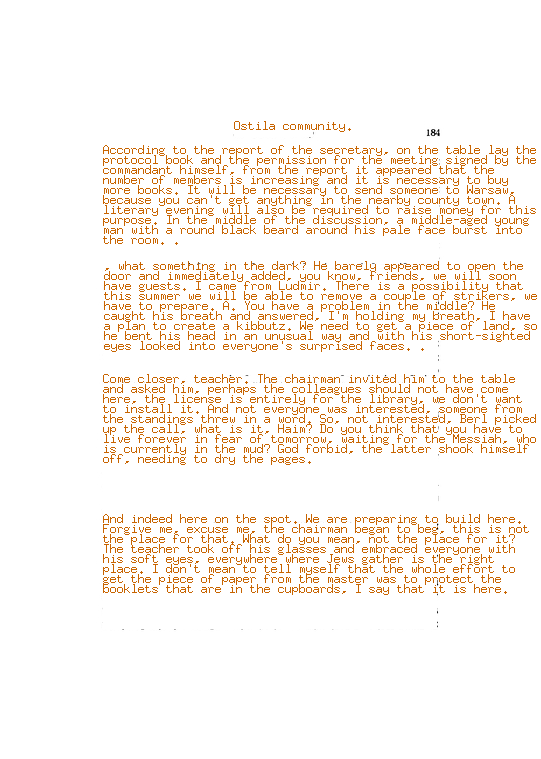 Ostila community.
184
According to the report of the secretary, on the table lay the
protocol book and the permission for the meeting signed by the
commandant himself, from the report it appeared that the
number of members is increasing and it is necessary to buy
more books. It will be necessary to send someone to Warsaw,
because you can't get anything in the nearby county town. A
literary evening will also be required to raise money for this
purpose. In the middle of the discussion, a middle-aged young
man with a round black beard around his pale face burst into
the room. .
, what something in the dark? He barely appeared to open the
door and immediately added, you know, friends, we will soon
have guests. I came from Ludmir. There is a possibility that
this summer we will be able to remove a couple of strikers, we
have to prepare. A. You have a problem in the middle? He
caught his breath and answered, I'm holding my breath, I have
a plan to create a kibbutz. We need to get a piece of land, so
he bent his head in an unusual way and with his short-sighted
eyes looked into everyone's surprised faces. .
Come closer, teacher. The chairman invited him to the table
and asked him, perhaps the colleagues should not have come
here, the license is entirely for the library, we don't want
to install it. And not everyone was interested, someone from
the standings threw in a word. So, not interested, Berl picked
up the call, what is it, Haim? Do you think that you have to
live forever in fear of tomorrow, waiting for the Messiah, who
is currently in the mud? God forbid, the latter shook himself
off, needing to dry the pages.
And indeed here on the spot. We are preparing to build here.
Forgive me, excuse me, the chairman began to beg, this is not
the place for that. What do you mean, not the place for it?
The teacher took off his glasses and embraced everyone with
his soft eyes, everywhere where Jews gather is the right
place. I don't mean to tell myself that the whole effort to
get the piece of paper from the master was to protect the
booklets that are in the cupboards, I say that it is here.